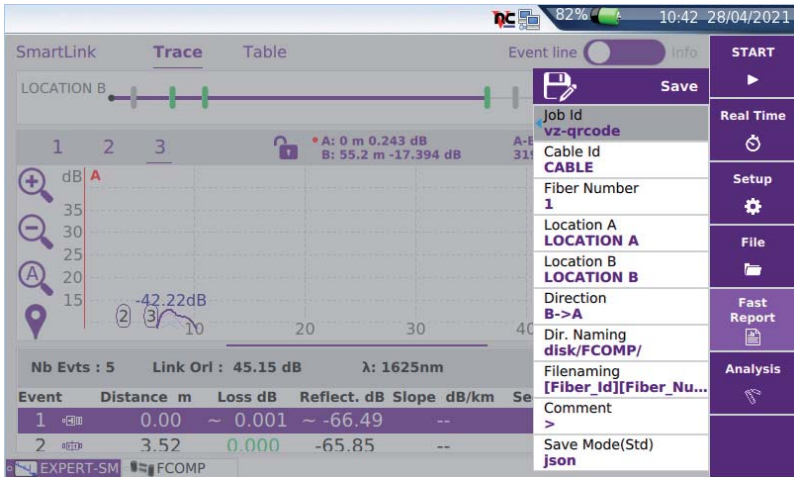 82% 10:42 28/04/2021
SmartLink Trace Table Event line Info
LOCATION B
1 2 3
A: 0 m 0.243 dB
B: 55.2 m -17.394 dB
dB A
35
30
25
20
15
-42.22dB
2 3
10 20 30 40
Nb Evts : 5 Link Orl : 45.15 dB λ: 1625nm
Event Distance m Loss dB Reflect. dB Slope dB/km
1 0.00 ~ 0.001 ~ -66.49 --
2 3.52 0.000 -65.85 --
EXPERT-SM FCOMP
Save
Job Id
vz-qrcode
Cable Id
CABLE
Fiber Number
1
Location A
LOCATION A
Location B
LOCATION B
Direction
B->A
Dir. Naming
disk/FCOMP/
Filenaming
[Fiber_Id][Fiber_Nu...
Comment
>
Save Mode(Std)
json
START
Real Time
Setup
File
Fast
Report
Analysis